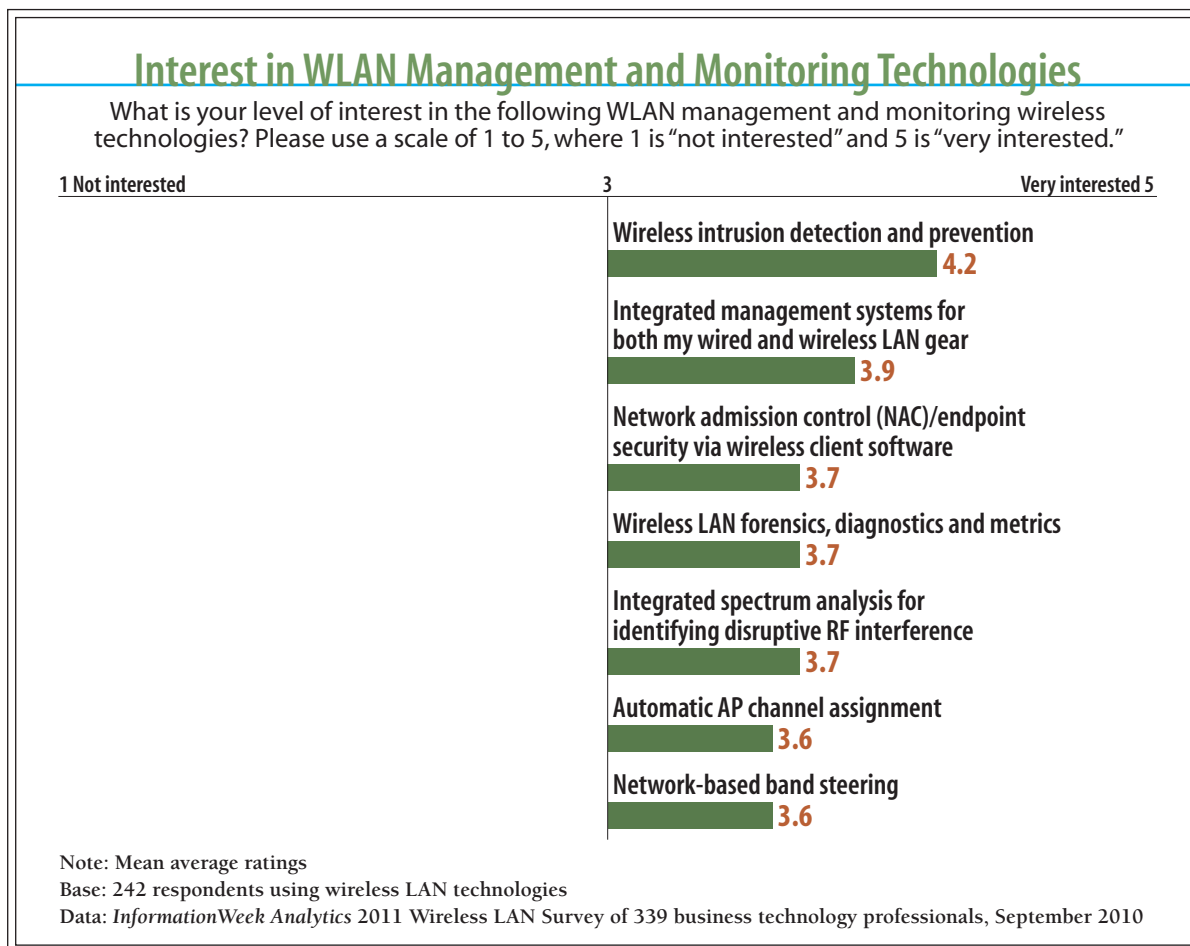 Interest in WLAN Management and Monitoring Technologies
What is your level of interest in the following WLAN management and monitoring wireless
technologies? Please use a scale of 1 to 5, where 1 is “not interested” and 5 is “very interested.”
1 Not interested 3 Very interested 5
Wireless intrusion detection and prevention
4.2
Integrated management systems for
both my wired and wireless LAN gear
3.9
Network admission control (NAC)/endpoint
security via wireless client software
3.7
Wireless LAN forensics, diagnostics and metrics
3.7
Integrated spectrum analysis for
identifying disruptive RF interference
3.7
Automatic AP channel assignment
3.6
Network-based band steering
3.6
Note: Mean average ratings
Base: 242 respondents using wireless LAN technologies
Data: InformationWeek Analytics 2011 Wireless LAN Survey of 339 business technology professionals, September 2010